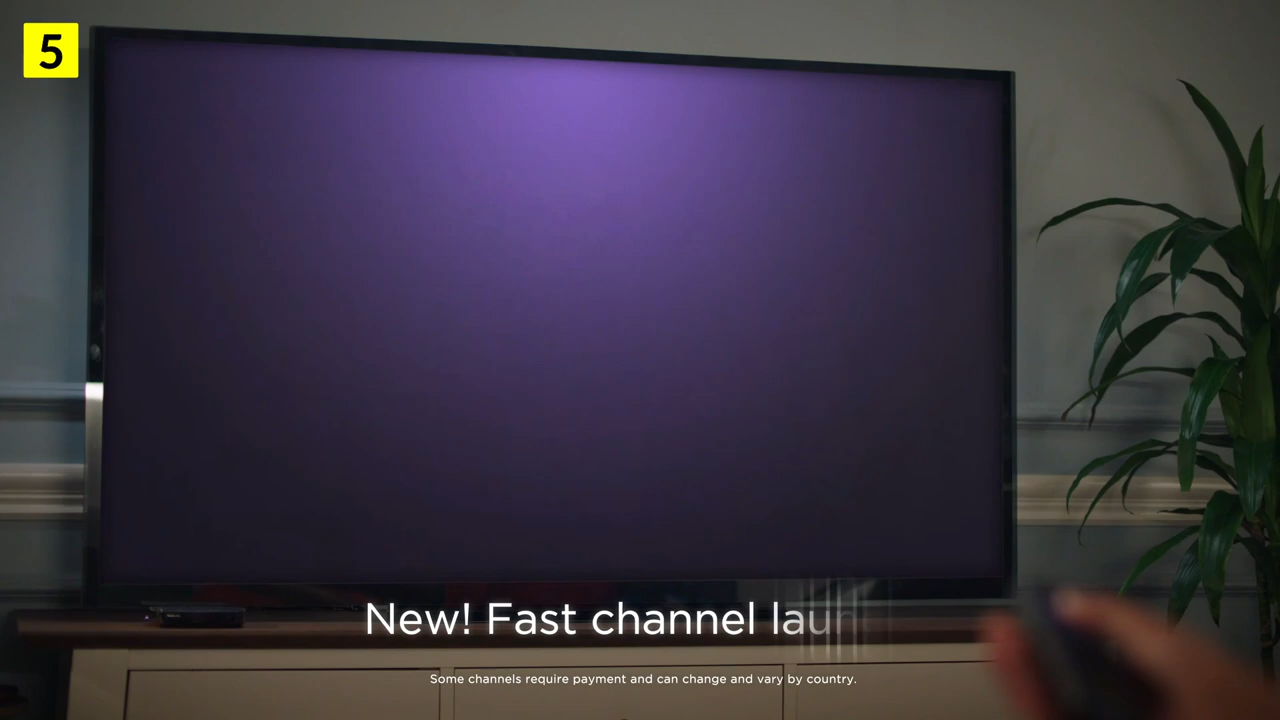 5
New! Fast channel lau
Some channels require payment and can change and vary by country.